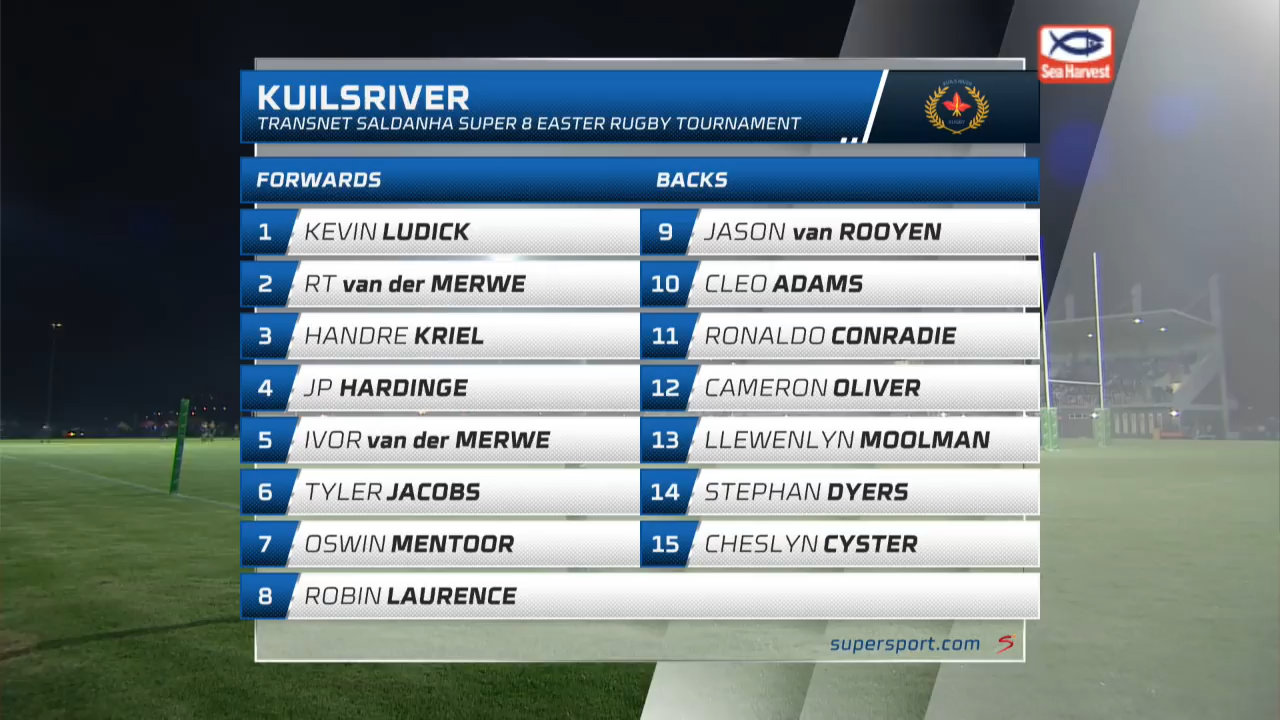 Sea Harvest
KUILSRIVER
TRANSNET SALDANHA SUPER 8 EASTER RUGBY TOURNAMENT
RUGBY
FORWARDS
BACKS
1 KEVIN LUDICK
2 RT van der MERWE
3 HANDRE KRIEL
4 JP HARDINGE
5 IVOR van der MERWE
6 TYLER JACOBS
7 OSWIN MENTOOR
8 ROBIN LAURENCE
9 JASON van ROOYEN
10 CLEO ADAMS
11 RONALDO CONRADIE
12 CAMERON OLIVER
13 LLEWENLYN MOOLMAN
14 STEPHAN DYERS
15 CHESLYN CYSTER
supersport.com S